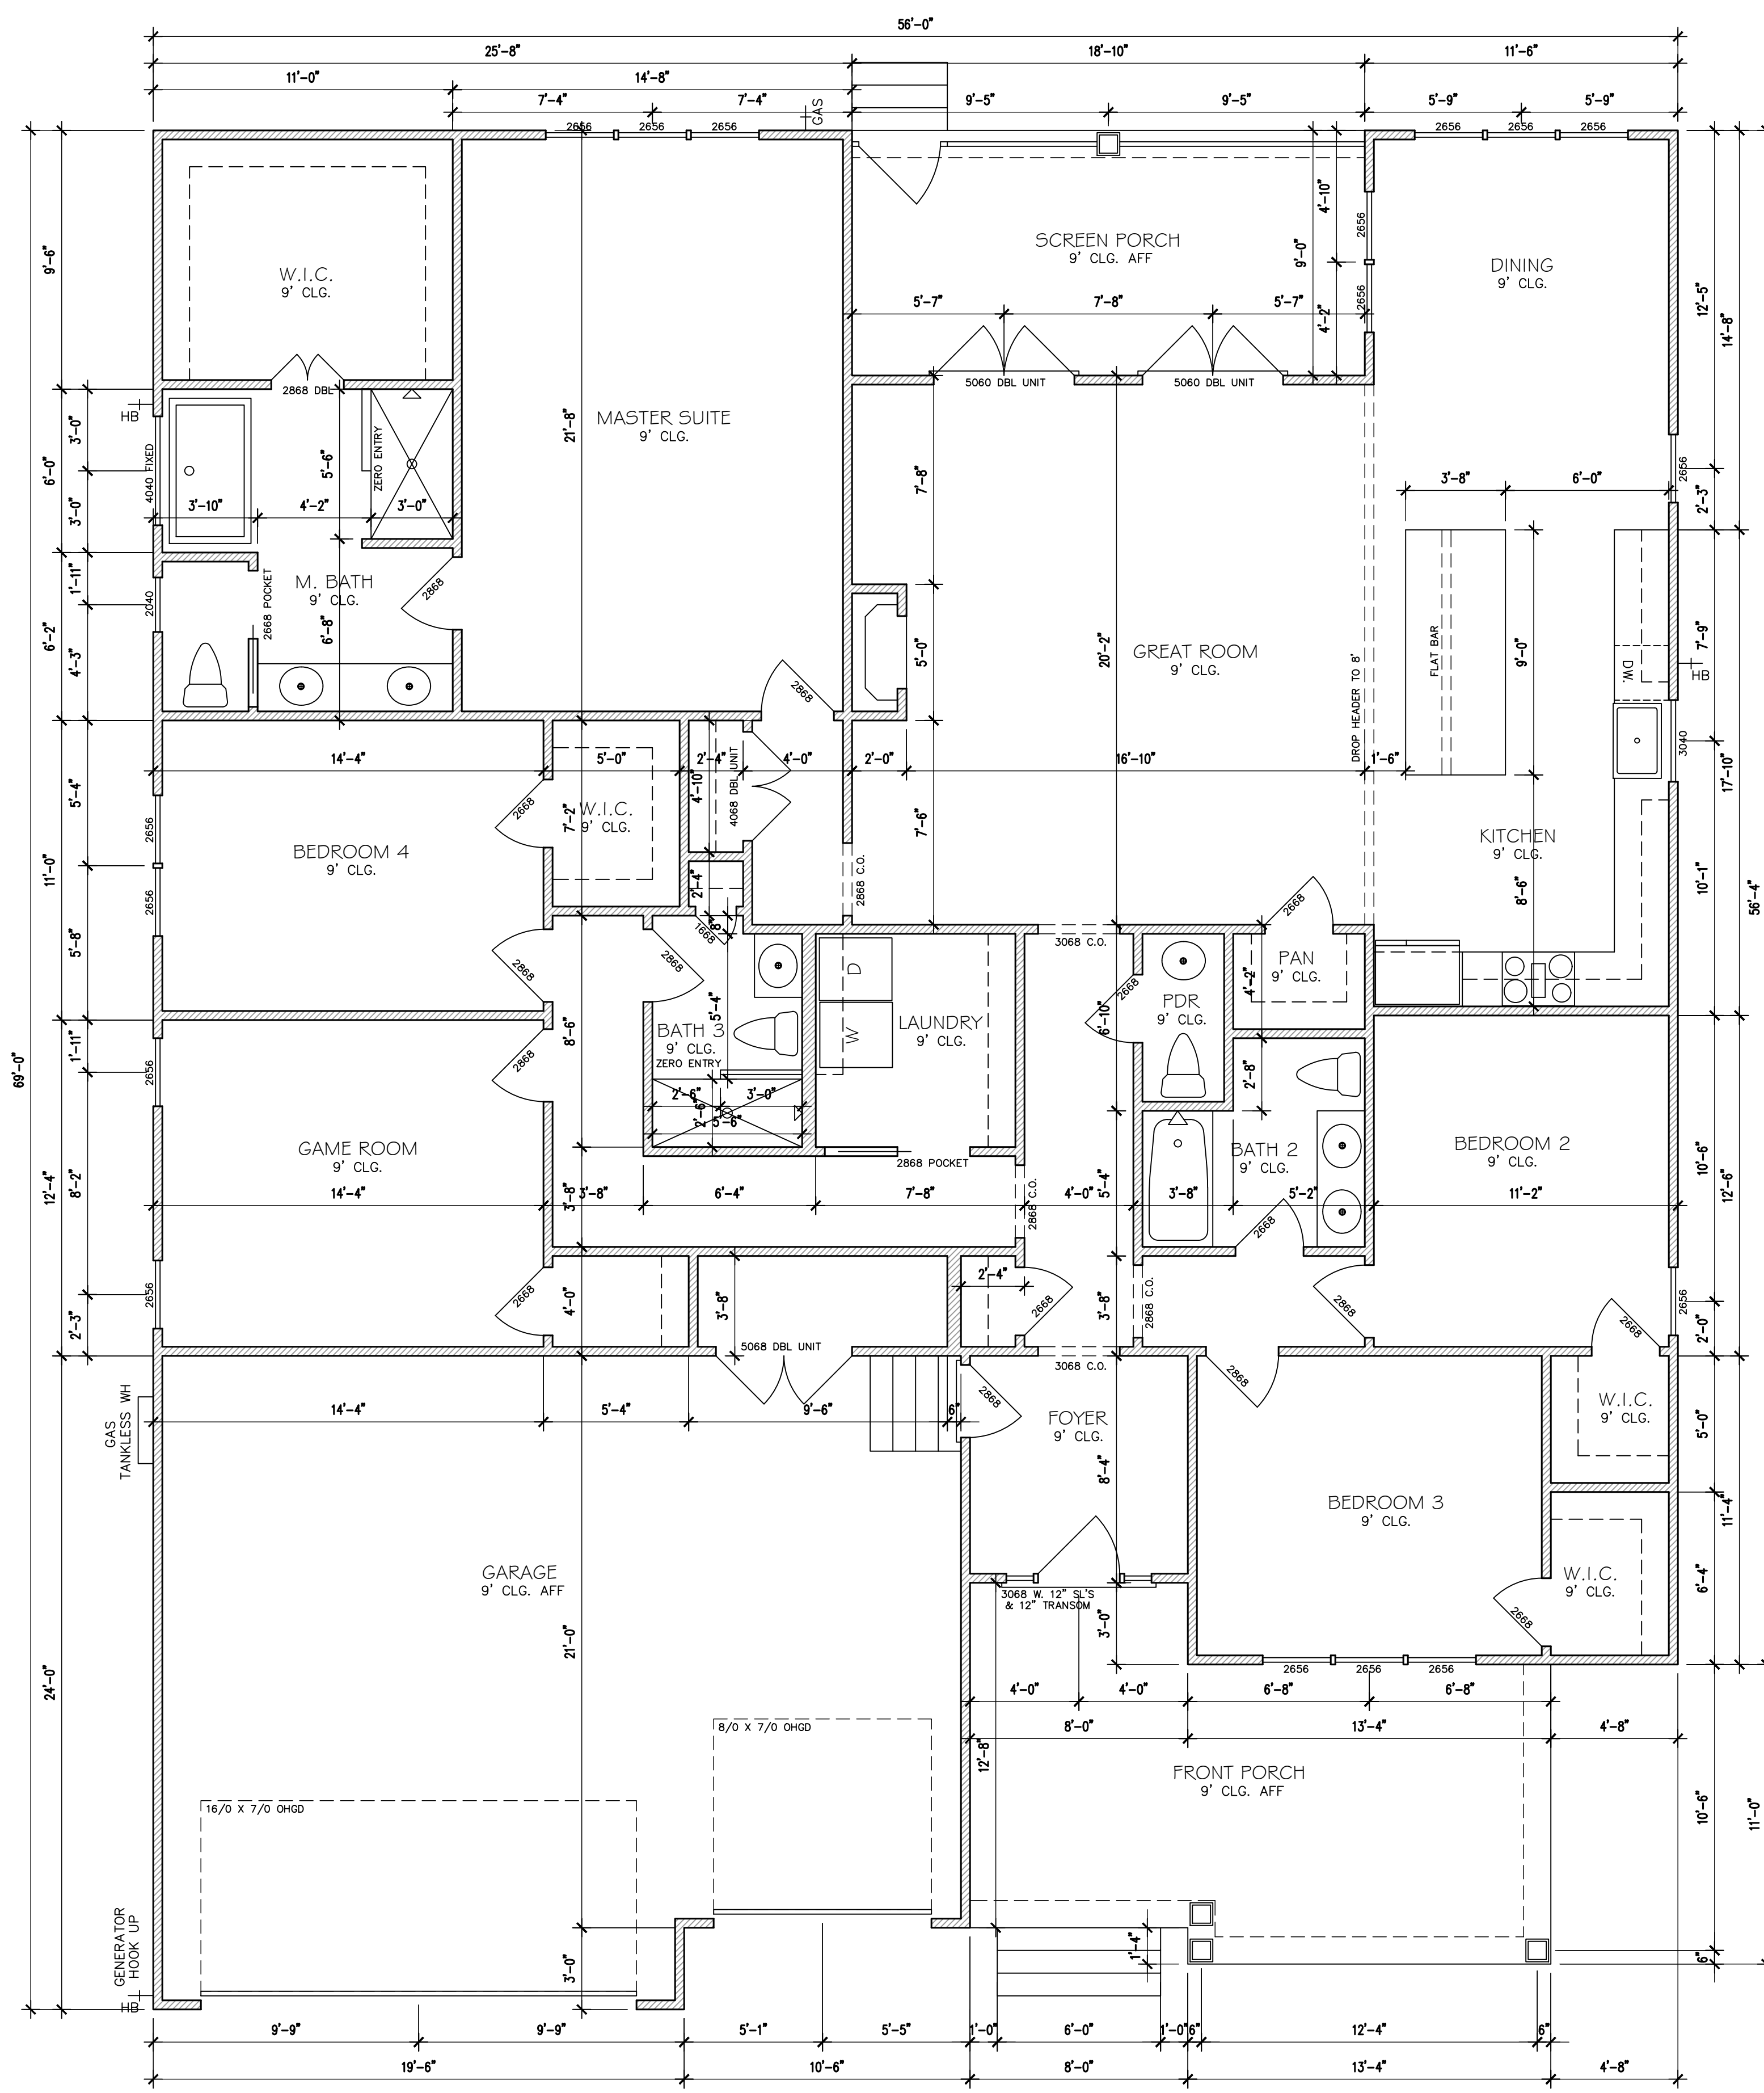 56'-0"
25'-8"
18'-10"
11'-6"
11'-0"
14'-8"
7'-4"
7'-4"
GAS
9'-5"
9'-5"
5'-9"
5'-9"
2656
2656
2656
2656
2656
2656
9'-6"
W.I.C.
9' CLG.
SCREEN PORCH
9' CLG. AFF
4'-10"
9'-0"
4'-2"
2656
2656
DINING
9' CLG.
12'-5"
14'-8"
5'-7"
7'-8"
5'-7"
5060 DBL UNIT
5060 DBL UNIT
2868 DBL
HB
3'-0"
6'-0"
3'-0"
4040 FIXED
5'-6"
ZERO ENTRY
21'-8"
MASTER SUITE
9' CLG.
3'-10"
4'-2"
3'-0"
7'-8"
3'-8"
6'-0"
2656
2'-3"
M. BATH
9' CLG.
2668 POCKET
2868
2040
1'-11"
6'-2"
4'-3"
6'-8"
5'-0"
20'-2"
GREAT ROOM
9' CLG.
DROP HEADER TO 8'
FLAT BAR
9'-0"
DW.
7'-9"
HB
3040
17'-10"
56'-4"
2868
14'-4"
5'-0"
2'-4"
4'-0"
2'-0"
16'-10"
1'-6"
5'-4"
2656
2668
7'-2"
W.I.C.
9' CLG.
4'-10"
4068 DBL UNIT
7'-6"
KITCHEN
9' CLG.
BEDROOM 4
9' CLG.
11'-0"
2656
5'-8"
2'-4"
2868 C.O.
8'-6"
10'-1"
2668
8"
1668
3068 C.O.
2868
2868
PAN
9' CLG.
4'-2"
D
W
LAUNDRY
9' CLG.
2668
PDR
9' CLG.
6'-10"
69'-0"
1'-11"
2656
2868
8'-6"
5'-4"
BATH 3
9' CLG.
ZERO ENTRY
2'-8"
2'-6"
3'-0"
2'-6"
5'-6"
GAME ROOM
9' CLG.
12'-4"
8'-2"
2868 POCKET
BATH 2
9' CLG.
BEDROOM 2
9' CLG.
10'-6"
12'-6"
14'-4"
3'-8"
3'-8"
6'-4"
7'-8"
2868 C.O.
4'-0"
5'-4"
3'-8"
5'-2"
11'-2"
2668
2656
2'-3"
2668
4'-0"
3'-8"
2'-4"
2668
3'-8"
2868 C.O.
2868
2656
2'-0"
2668
5068 DBL UNIT
3068 C.O.
GAS
TANKLESS WH
14'-4"
5'-4"
9'-6"
6"
2868
FOYER
9' CLG.
2868
W.I.C.
9' CLG.
5'-0"
8'-4"
BEDROOM 3
9' CLG.
11'-4"
GARAGE
9' CLG. AFF
W.I.C.
9' CLG.
6'-4"
2668
3068 W. 12" SL'S
& 12" TRANSOM
3'-0"
21'-0"
24'-0"
2656
2656
2656
4'-0"
4'-0"
6'-8"
6'-8"
8'-0"
13'-4"
4'-8"
8/0 X 7/0 OHGD
12'-8"
FRONT PORCH
9' CLG. AFF
16/0 X 7/0 OHGD
10'-6"
11'-0"
GENERATOR
HOOK UP
HB
3'-0"
1'-4"
6"
9'-9"
9'-9"
5'-1"
5'-5"
1'-0"
6'-0"
1'-0"
6"
12'-4"
6"
19'-6"
10'-6"
8'-0"
13'-4"
4'-8"